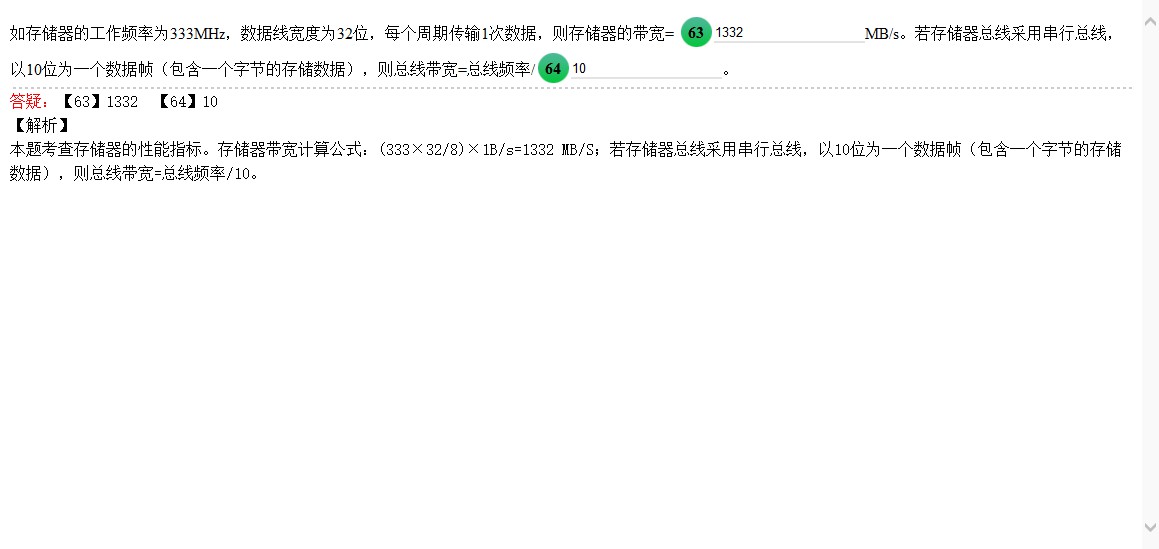 如存储器的工作频率为333MHz，数据线宽度为32位，每个周期传输1次数据，则存储器的带宽= 63 1332 MB/s。若存储器总线采用串行总线，
以10位为一个数据帧（包含一个字节的存储数据），则总线带宽=总线频率/ 64 10 。
答疑：【63】1332 【64】10
【解析】
本题考查存储器的性能指标。存储器带宽计算公式：(333×32/8)×1B/s=1332 MB/S；若存储器总线采用串行总线，以10位为一个数据帧（包含一个字节的存储
数据），则总线带宽=总线频率/10。